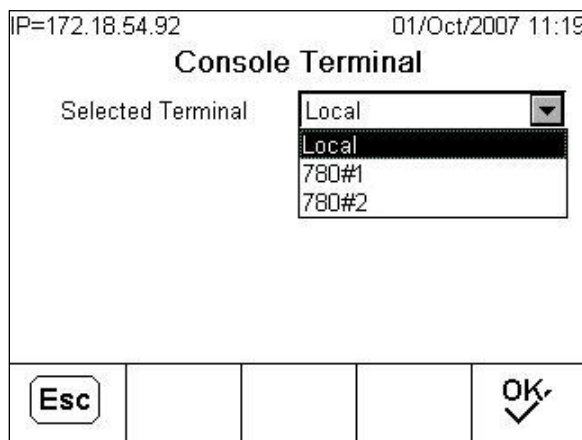 IP=172.18.54.92 01/Oct/2007 11:19
Console Terminal
Selected Terminal Local
Local
780#1
780#2
Esc OK